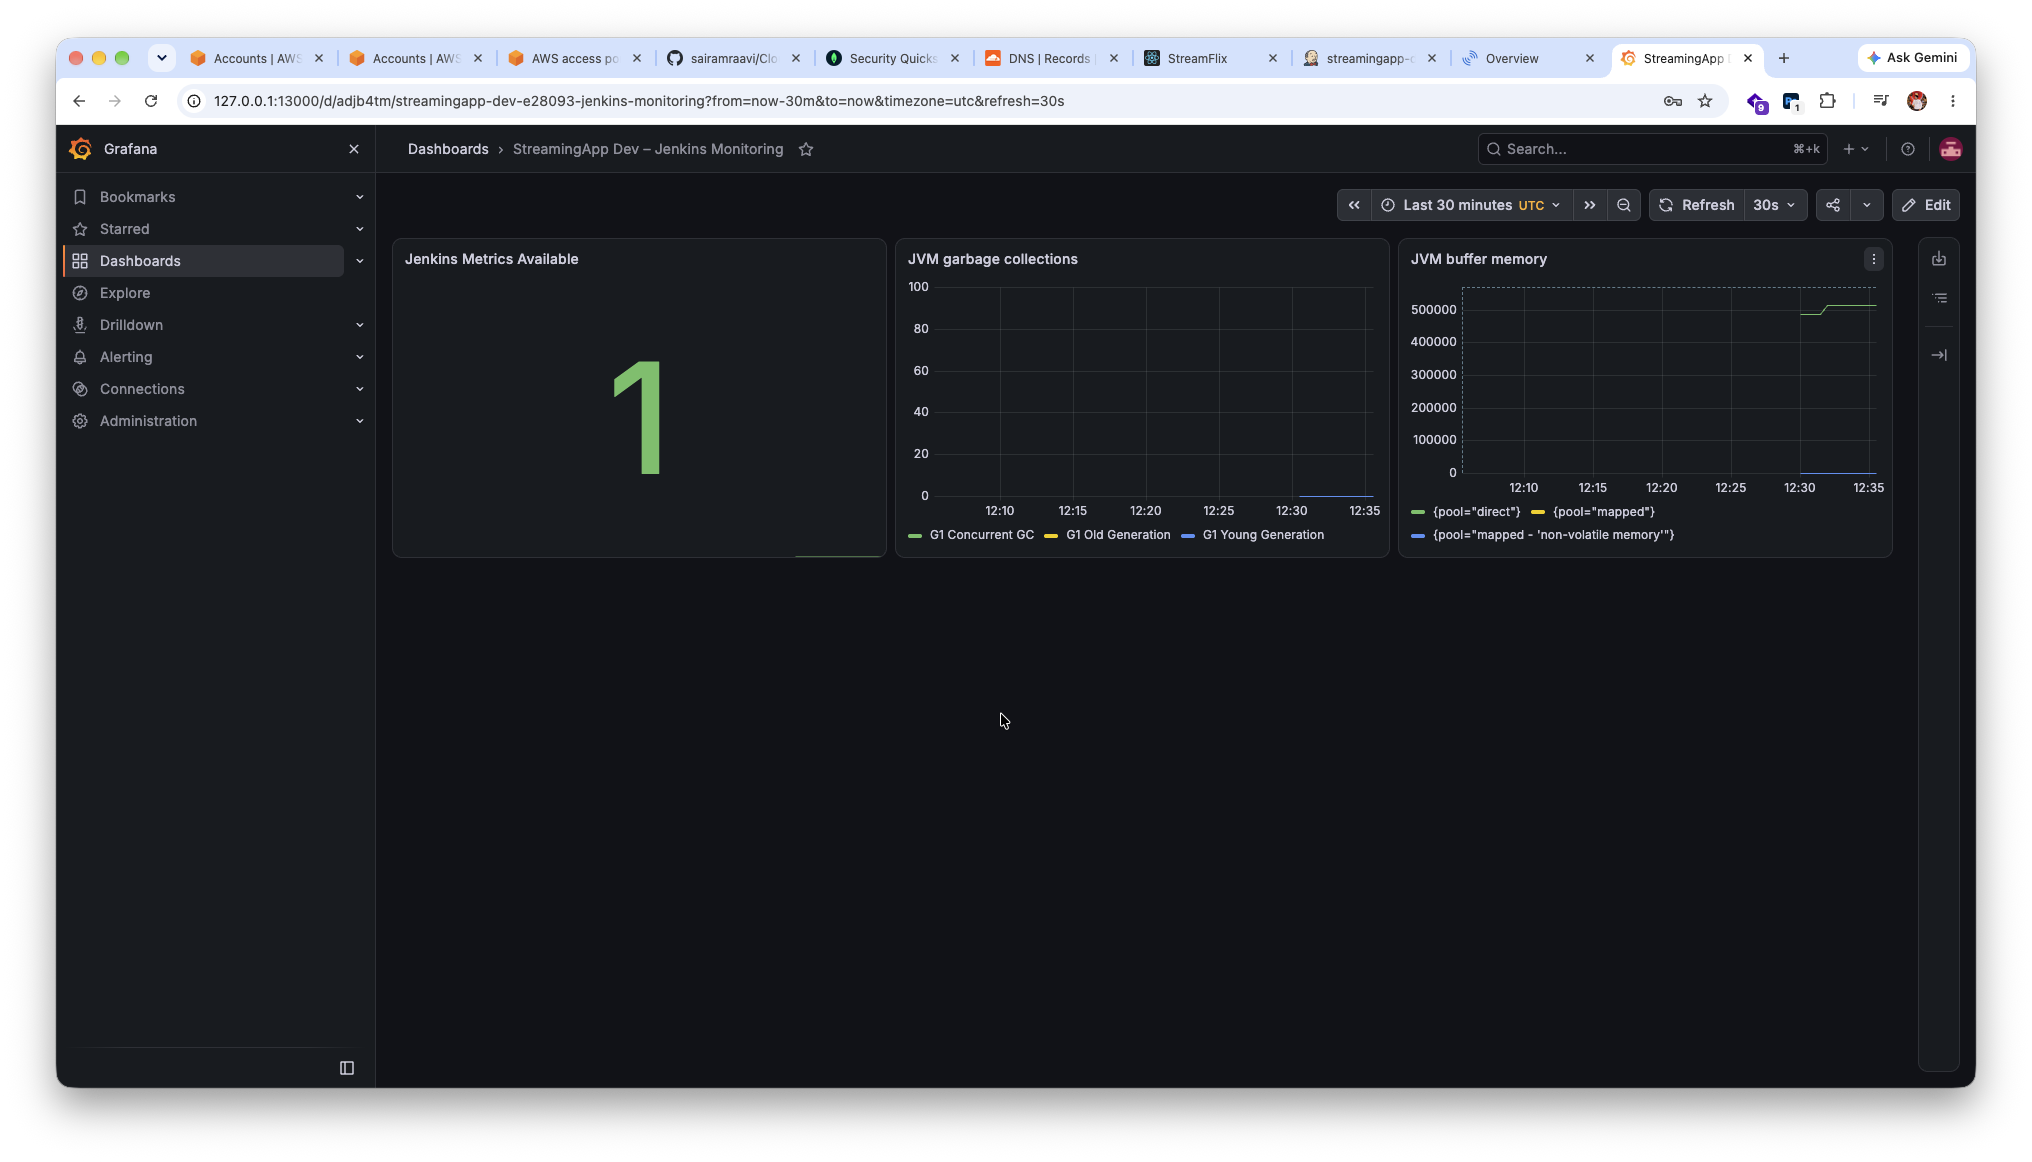 Accounts | AWS
Accounts | AWS
AWS access po
sairamraavi/Clo
Security Quicks
DNS | Records
StreamFlix
streamingapp-c
Overview
StreamingApp D
Ask Gemini
127.0.0.1:13000/d/adjb4tm/streamingapp-dev-e28093-jenkins-monitoring?from=now-30m&to=now&timezone=utc&refresh=30s
9
1
Grafana
Dashboards › StreamingApp Dev – Jenkins Monitoring
Search...
⌘+k
Bookmarks
Starred
Dashboards
Explore
Drilldown
Alerting
Connections
Administration
Last 30 minutes UTC
Refresh
30s
Edit
Jenkins Metrics Available
1
JVM garbage collections
100
80
60
40
20
0
12:10 12:15 12:20 12:25 12:30 12:35
G1 Concurrent GC G1 Old Generation G1 Young Generation
JVM buffer memory
500000
400000
300000
200000
100000
0
12:10 12:15 12:20 12:25 12:30 12:35
{pool="direct"} {pool="mapped"}
{pool="mapped - 'non-volatile memory'"}